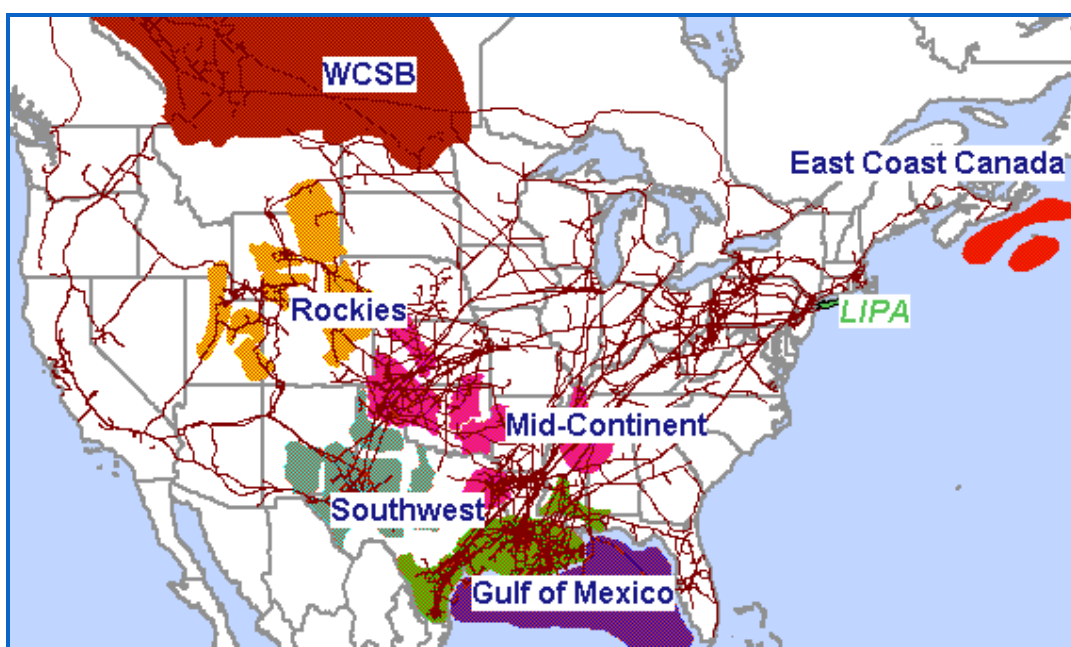 WCSB
East Coast Canada
Rockies
LIPA
Mid-Continent
Southwest
Gulf of Mexico